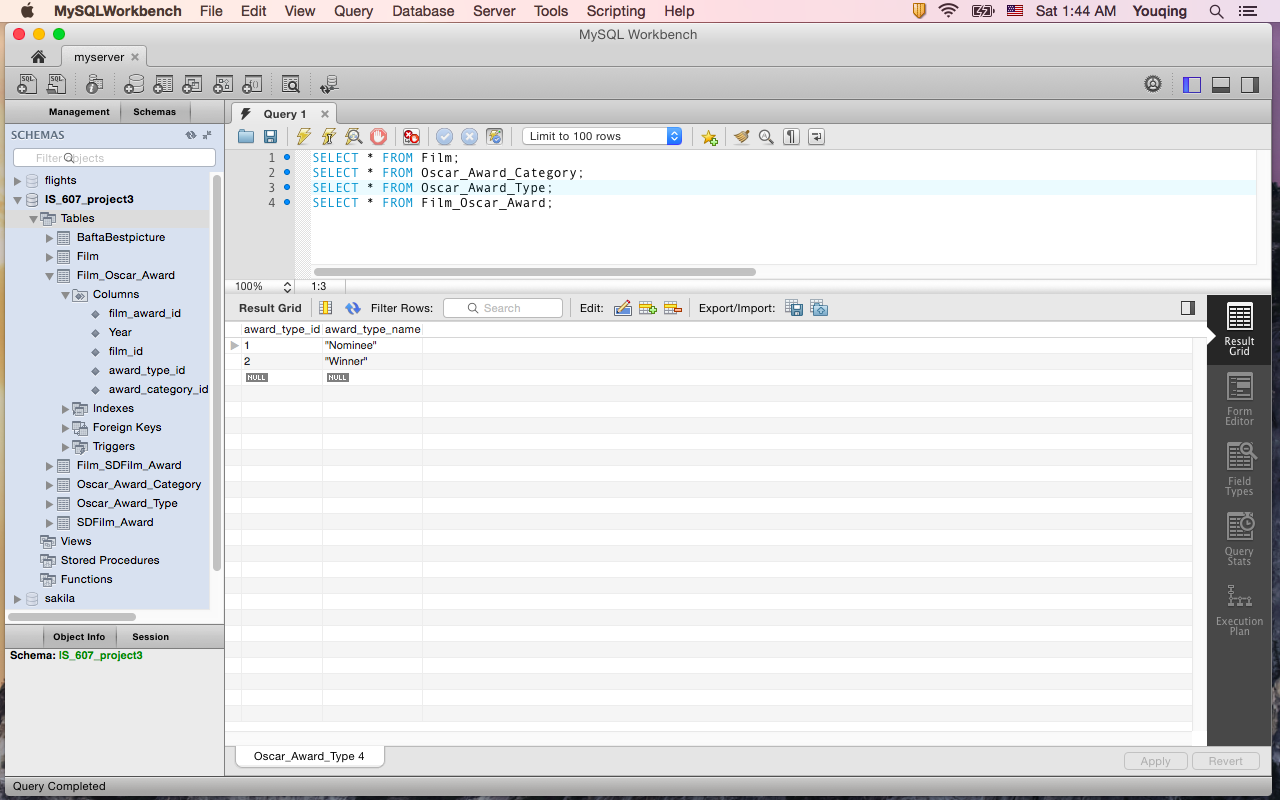 MySQLWorkbench File Edit View Query Database Server Tools Scripting Help Sat 1:44 AM Youqing
MySQL Workbench
myserver
Management Schemas
SCHEMAS
Filter objects
flights
IS_607_project3
Tables
BaftaBestpicture
Film
Film_Oscar_Award
Columns
film_award_id
Year
film_id
award_type_id
award_category_id
Indexes
Foreign Keys
Triggers
Film_SDFilm_Award
Oscar_Award_Category
Oscar_Award_Type
SDFilm_Award
Views
Stored Procedures
Functions
sakila
Object Info Session
Schema: IS_607_project3
Query 1
Limit to 100 rows
1 SELECT * FROM Film;
2 SELECT * FROM Oscar_Award_Category;
3 SELECT * FROM Oscar_Award_Type;
4 SELECT * FROM Film_Oscar_Award;
100% 1:3
Result Grid Filter Rows: Search Edit: Export/Import:
award_type_id award_type_name
1 "Nominee"
2 "Winner"
NULL NULL
Result
Grid
Form
Editor
Field
Types
Query
Stats
Execution
Plan
Oscar_Award_Type 4
Apply Revert
Query Completed